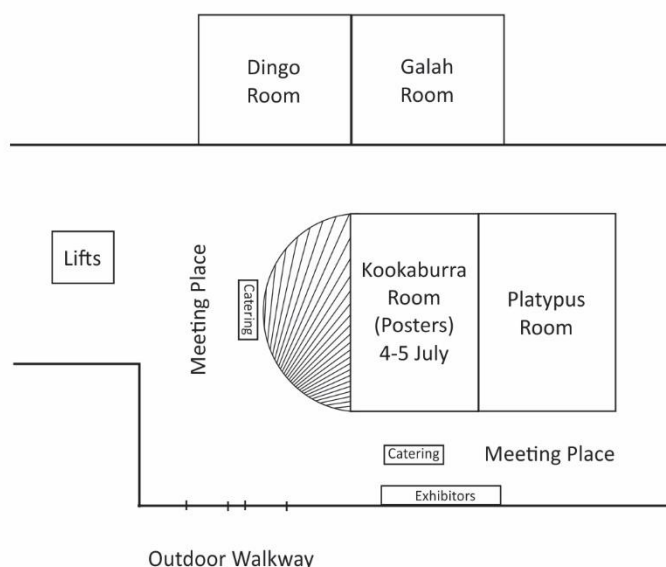 Dingo
Room
Galah
Room
Lifts
Meeting Place
Catering
Kookaburra
Room
(Posters)
4-5 July
Platypus
Room
Catering
Meeting Place
Exhibitors
Outdoor Walkway